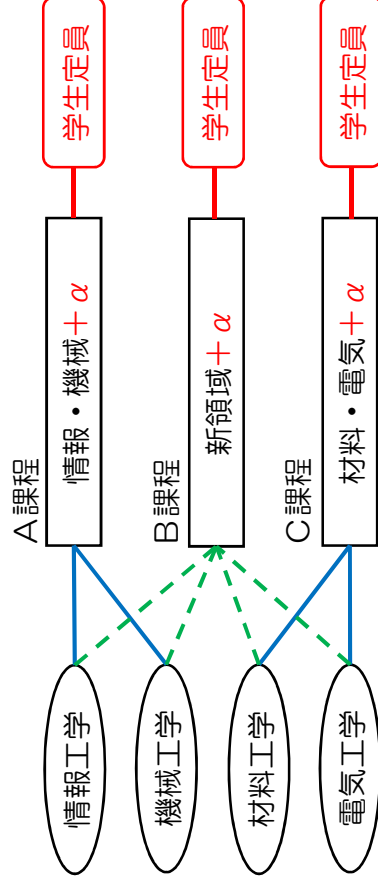 A課程
情報・機械+α
学生定員
B課程
新領域+α
学生定員
C課程
材料・電気+α
学生定員
情報工学
機械工学
材料工学
電気工学